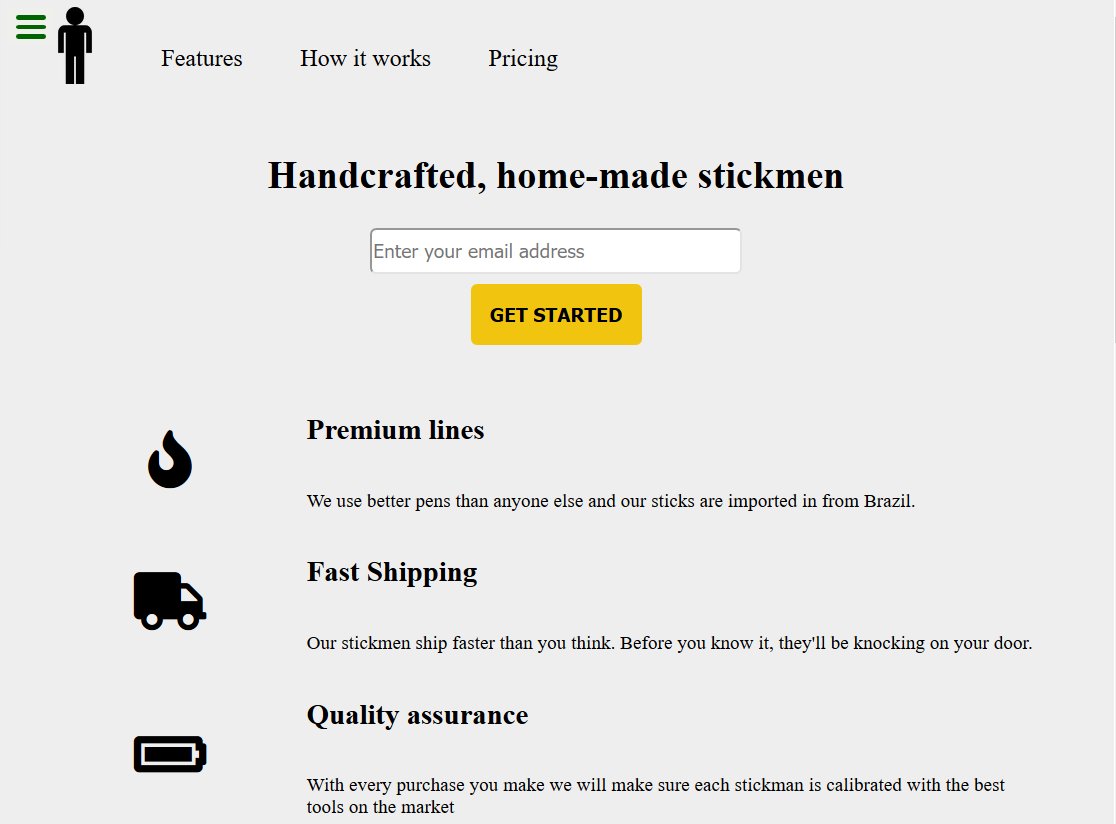 Features How it works Pricing
Handcrafted, home-made stickmen
Enter your email address
GET STARTED
Premium lines
We use better pens than anyone else and our sticks are imported in from Brazil.
Fast Shipping
Our stickmen ship faster than you think. Before you know it, they'll be knocking on your door.
Quality assurance
With every purchase you make we will make sure each stickman is calibrated with the best
tools on the market